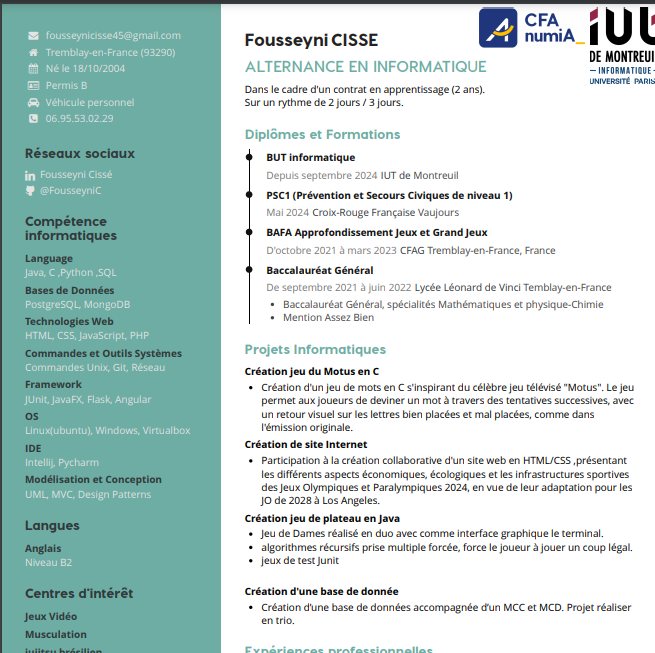 fousseynicisse45@gmail.com
Tremblay-en-France (93290)
Né le 18/10/2004
Permis B
Véhicule personnel
06.95.53.02.29
Réseaux sociaux
Fousseyni Cissé
@FousseyniC
Compétence
informatiques
Language
Java, C ,Python ,SQL
Bases de Données
PostgreSQL, MongoDB
Technologies Web
HTML, CSS, JavaScript, PHP
Commandes et Outils Systèmes
Commandes Unix, Git, Réseau
Framework
JUnit, JavaFX, Flask, Angular
OS
Linux(ubuntu), Windows, Virtualbox
IDE
Intellij, Pycharm
Modélisation et Conception
UML, MVC, Design Patterns
Langues
Anglais
Niveau B2
Centres d'intérêt
Jeux Vidéo
Musculation
jujitsu brésilien
CFA
numiA_
IUT
DE MONTREUI
– INFORMATIQUE –
UNIVERSITÉ PARIS
Fousseyni CISSE
ALTERNANCE EN INFORMATIQUE
Dans le cadre d'un contrat en apprentissage (2 ans).
Sur un rythme de 2 jours / 3 jours.
Diplômes et Formations
BUT informatique
Depuis septembre 2024 IUT de Montreuil
PSC1 (Prévention et Secours Civiques de niveau 1)
Mai 2024 Croix-Rouge Française Vaujours
BAFA Approfondissement Jeux et Grand Jeux
D'octobre 2021 à mars 2023 CFAG Tremblay-en-France, France
Baccalauréat Général
De septembre 2021 à juin 2022 Lycée Léonard de Vinci Temblay-en-France
• Baccalauréat Général, spécialités Mathématiques et physique-Chimie
• Mention Assez Bien
Projets Informatiques
Création jeu du Motus en C
• Création d'un jeu de mots en C s'inspirant du célèbre jeu télévisé "Motus". Le jeu
permet aux joueurs de deviner un mot à travers des tentatives successives, avec
un retour visuel sur les lettres bien placées et mal placées, comme dans
l'émission originale.
Création de site Internet
• Participation à la création collaborative d'un site web en HTML/CSS ,présentant
les différents aspects économiques, écologiques et les infrastructures sportives
des Jeux Olympiques et Paralympiques 2024, en vue de leur adaptation pour les
JO de 2028 à Los Angeles.
Création jeu de plateau en Java
• Jeu de Dames réalisé en duo avec comme interface graphique le terminal.
• algorithmes récursifs prise multiple forcée, force le joueur à jouer un coup légal.
• jeux de test Junit
Création d'une base de donnée
• Création d'une base de données accompagnée d'un MCC et MCD. Projet réaliser
en trio.
Expériences professionnelles